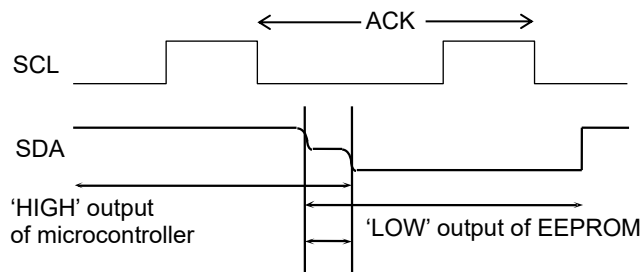 ACK
SCL
SDA
‘HIGH’ output
of microcontroller
‘LOW’ output of EEPROM